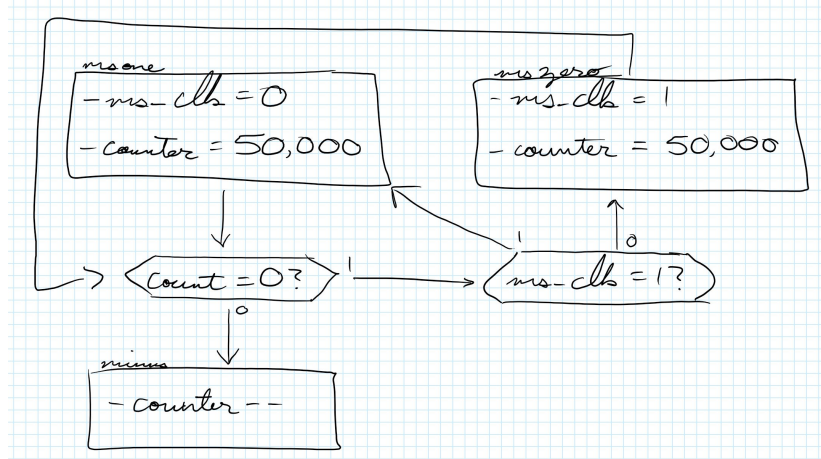 msone
- ms_clk = 0
- counter = 50,000
mszero
- ms_clk = 1
- counter = 50,000
count = 0?
1
0
ms_clk = 1?
1
0
minus
- counter --